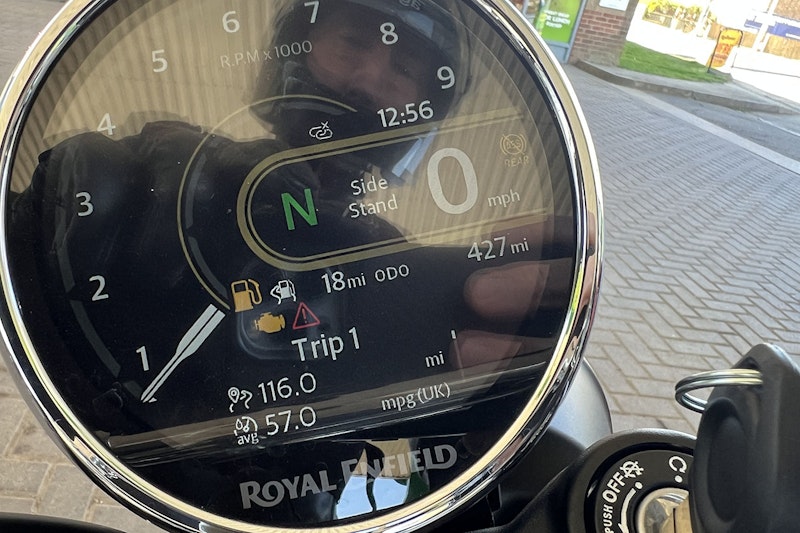 6
7
8
5
9
R.P.M x 1000
4
12:56
3
N
Side
Stand
0
mph
REAR
427 mi
2
18 mi ODO
1
Trip 1
mi
116.0
avg 57.0
mpg (UK)
ROYAL ENFIELD
PUSH OFF